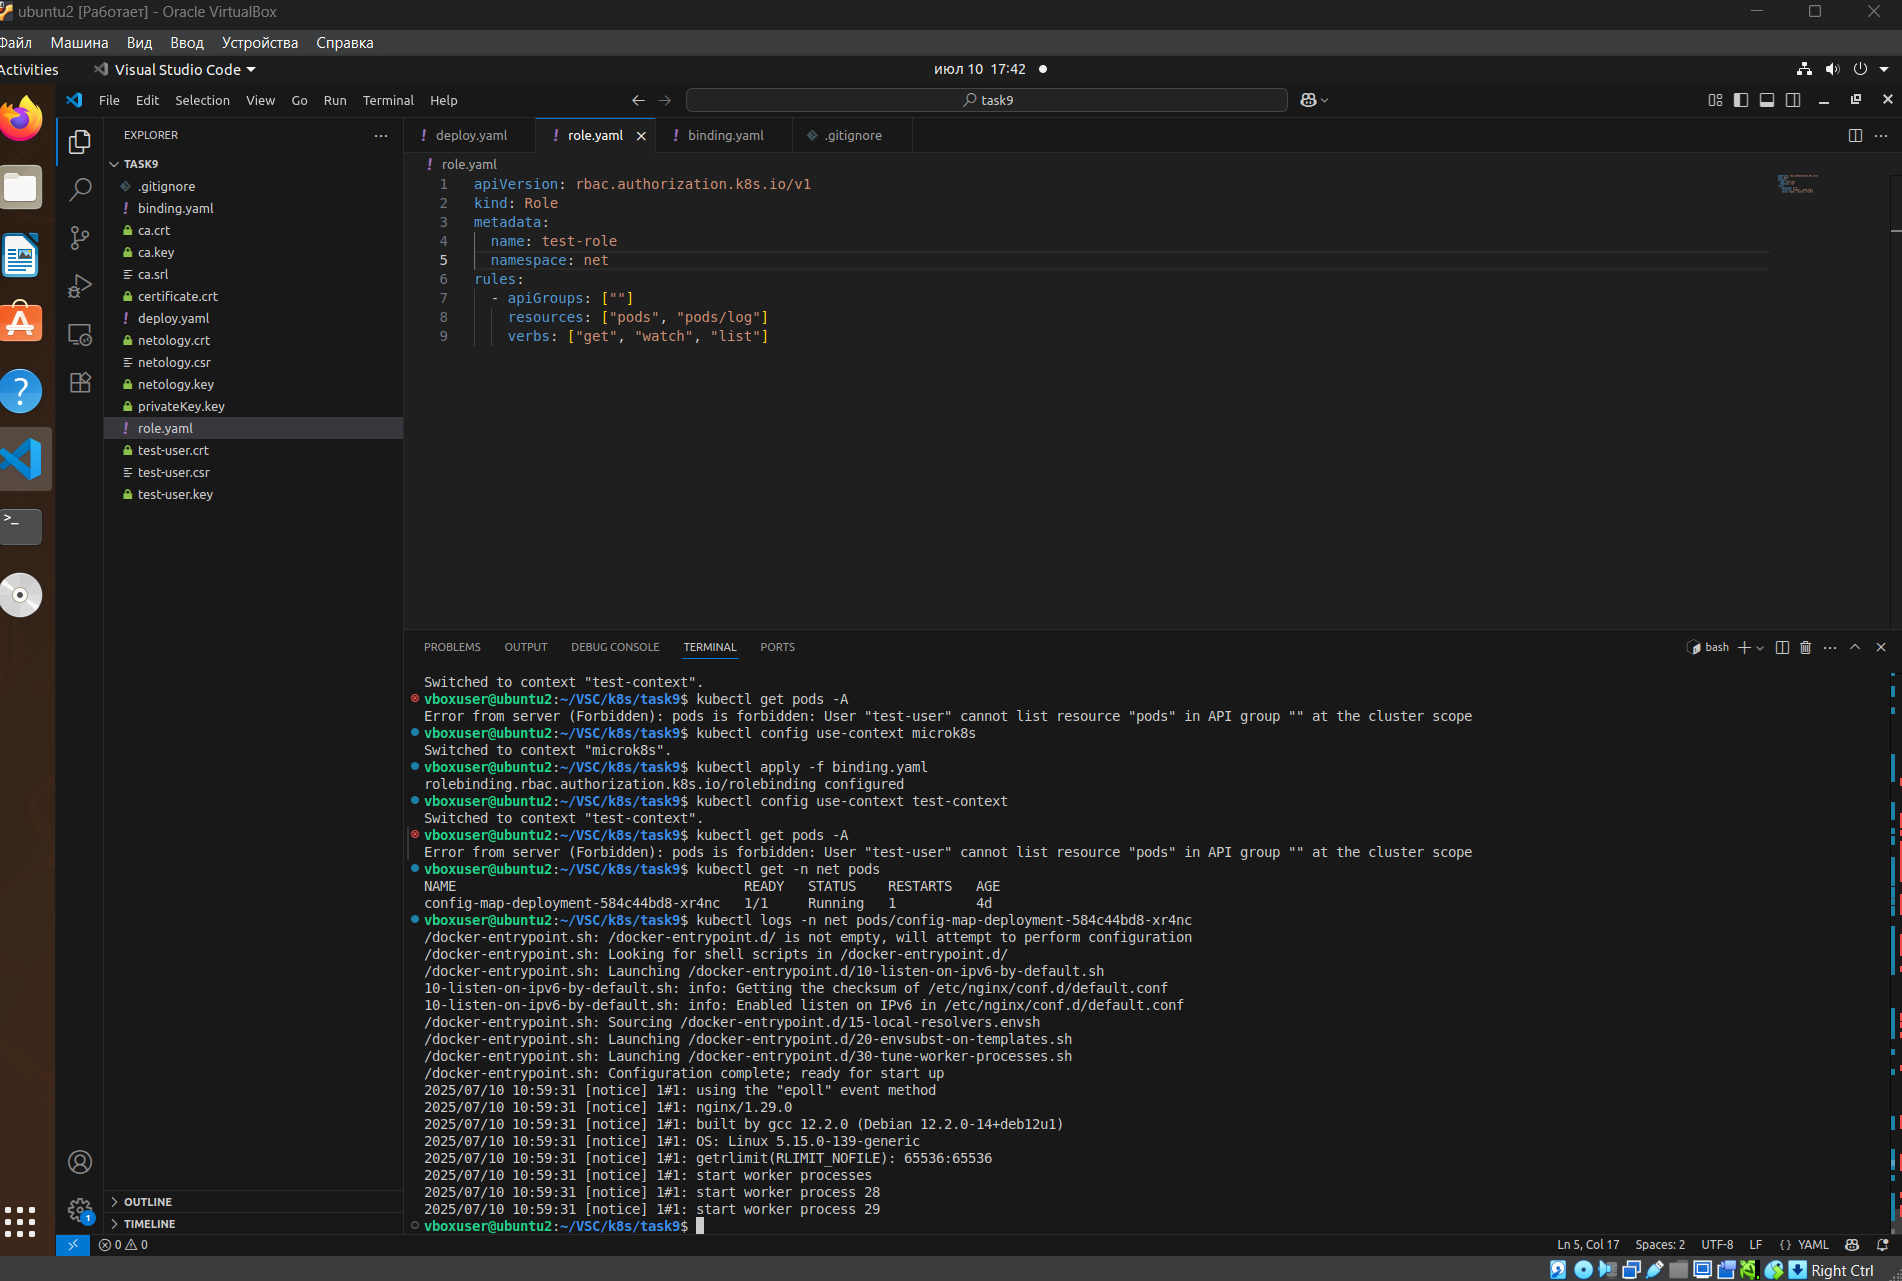 ubuntu2 [Работает] - Oracle VirtualBox
Файл Машина Вид Ввод Устройства Справка
Activities Visual Studio Code июл 10 17:42
File Edit Selection View Go Run Terminal Help task9
EXPLORER
deploy.yaml role.yaml binding.yaml .gitignore
TASK9
.gitignore
binding.yaml
ca.crt
ca.key
ca.srl
certificate.crt
deploy.yaml
netology.crt
netology.csr
netology.key
privateKey.key
role.yaml
test-user.crt
test-user.csr
test-user.key
OUTLINE
TIMELINE
role.yaml
1 apiVersion: rbac.authorization.k8s.io/v1
2 kind: Role
3 metadata:
4 name: test-role
5 namespace: net
6 rules:
7 - apiGroups: [""]
8 resources: ["pods", "pods/log"]
9 verbs: ["get", "watch", "list"]
PROBLEMS OUTPUT DEBUG CONSOLE TERMINAL PORTS bash
Switched to context "test-context".
vboxuser@ubuntu2:~/VSC/k8s/task9$ kubectl get pods -A
Error from server (Forbidden): pods is forbidden: User "test-user" cannot list resource "pods" in API group "" at the cluster scope
vboxuser@ubuntu2:~/VSC/k8s/task9$ kubectl config use-context microk8s
Switched to context "microk8s".
vboxuser@ubuntu2:~/VSC/k8s/task9$ kubectl apply -f binding.yaml
rolebinding.rbac.authorization.k8s.io/rolebinding configured
vboxuser@ubuntu2:~/VSC/k8s/task9$ kubectl config use-context test-context
Switched to context "test-context".
vboxuser@ubuntu2:~/VSC/k8s/task9$ kubectl get pods -A
Error from server (Forbidden): pods is forbidden: User "test-user" cannot list resource "pods" in API group "" at the cluster scope
vboxuser@ubuntu2:~/VSC/k8s/task9$ kubectl get -n net pods
NAME READY STATUS RESTARTS AGE
config-map-deployment-584c44bd8-xr4nc 1/1 Running 1 4d
vboxuser@ubuntu2:~/VSC/k8s/task9$ kubectl logs -n net pods/config-map-deployment-584c44bd8-xr4nc
/docker-entrypoint.sh: /docker-entrypoint.d/ is not empty, will attempt to perform configuration
/docker-entrypoint.sh: Looking for shell scripts in /docker-entrypoint.d/
/docker-entrypoint.sh: Launching /docker-entrypoint.d/10-listen-on-ipv6-by-default.sh
10-listen-on-ipv6-by-default.sh: info: Getting the checksum of /etc/nginx/conf.d/default.conf
10-listen-on-ipv6-by-default.sh: info: Enabled listen on IPv6 in /etc/nginx/conf.d/default.conf
/docker-entrypoint.sh: Sourcing /docker-entrypoint.d/15-local-resolvers.envsh
/docker-entrypoint.sh: Launching /docker-entrypoint.d/20-envsubst-on-templates.sh
/docker-entrypoint.sh: Launching /docker-entrypoint.d/30-tune-worker-processes.sh
/docker-entrypoint.sh: Configuration complete; ready for start up
2025/07/10 10:59:31 [notice] 1#1: using the "epoll" event method
2025/07/10 10:59:31 [notice] 1#1: nginx/1.29.0
2025/07/10 10:59:31 [notice] 1#1: built by gcc 12.2.0 (Debian 12.2.0-14+deb12u1)
2025/07/10 10:59:31 [notice] 1#1: OS: Linux 5.15.0-139-generic
2025/07/10 10:59:31 [notice] 1#1: getrlimit(RLIMIT_NOFILE): 65536:65536
2025/07/10 10:59:31 [notice] 1#1: start worker processes
2025/07/10 10:59:31 [notice] 1#1: start worker process 28
2025/07/10 10:59:31 [notice] 1#1: start worker process 29
vboxuser@ubuntu2:~/VSC/k8s/task9$
1
0 0 Ln 5, Col 17 Spaces: 2 UTF-8 LF {} YAML
Right Ctrl